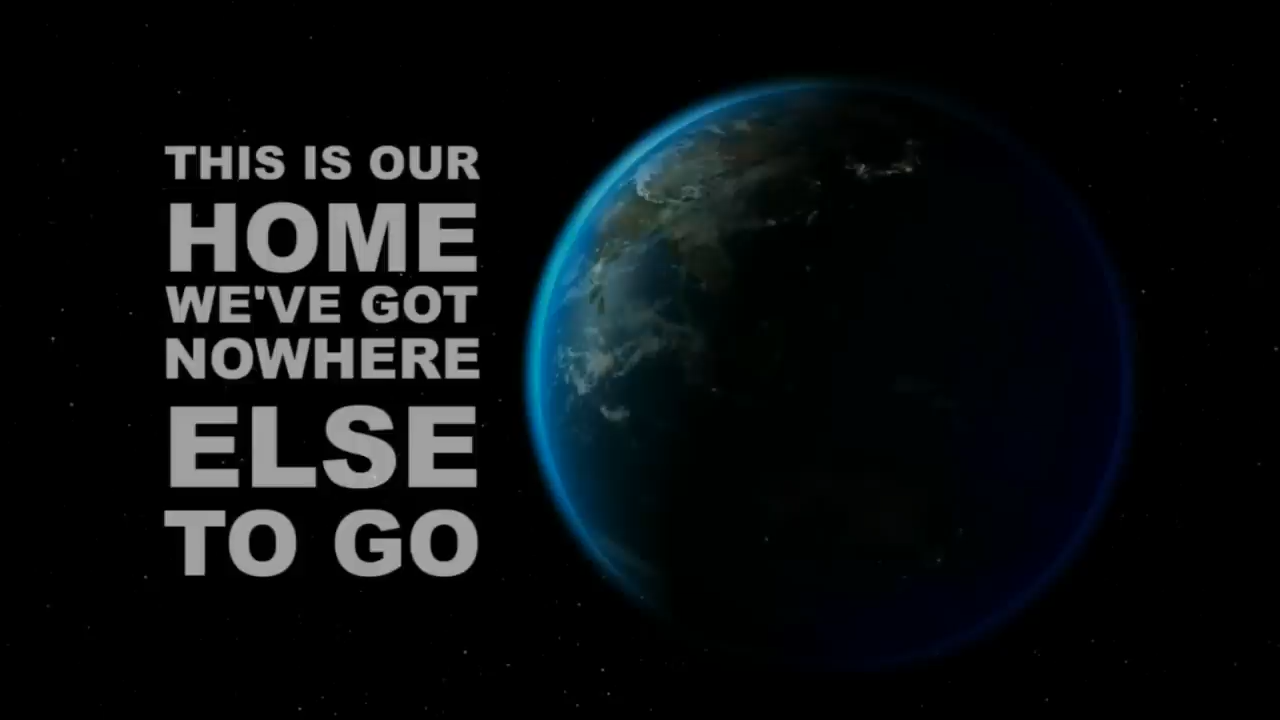 THIS IS OUR
HOME
WE'VE GOT
NOWHERE
ELSE
TO GO